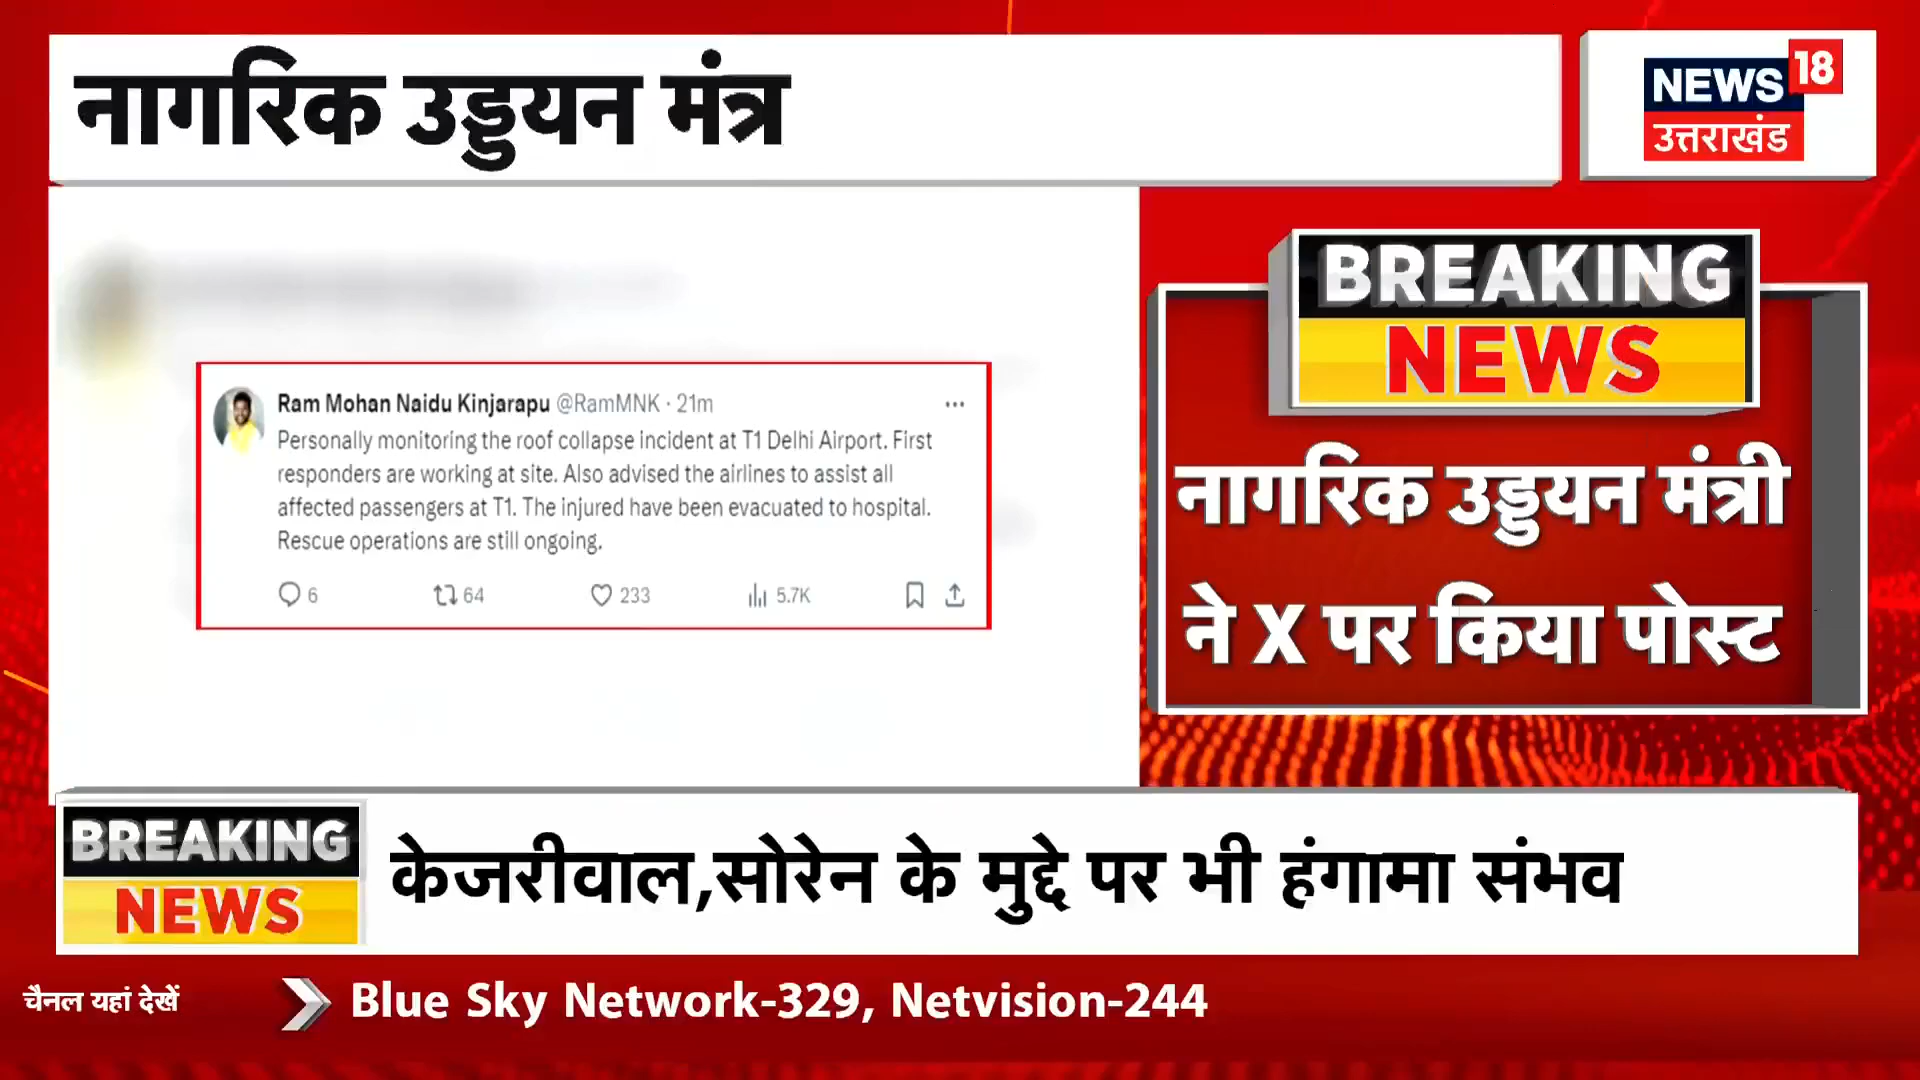 नागरिक उड्डयन मंत्र
NEWS 18
उत्तराखंड
BREAKING
NEWS
नागरिक उड्डयन मंत्री
ने X पर किया पोस्ट
Ram Mohan Naidu Kinjarapu @RamMNK · 21m
Personally monitoring the roof collapse incident at T1 Delhi Airport. First
responders are working at site. Also advised the airlines to assist all
affected passengers at T1. The injured have been evacuated to hospital.
Rescue operations are still ongoing.
6 64 233 5.7K
BREAKING
NEWS
केजरीवाल,सोरेन के मुद्दे पर भी हंगामा संभव
चैनल यहां देखें Blue Sky Network-329, Netvision-244